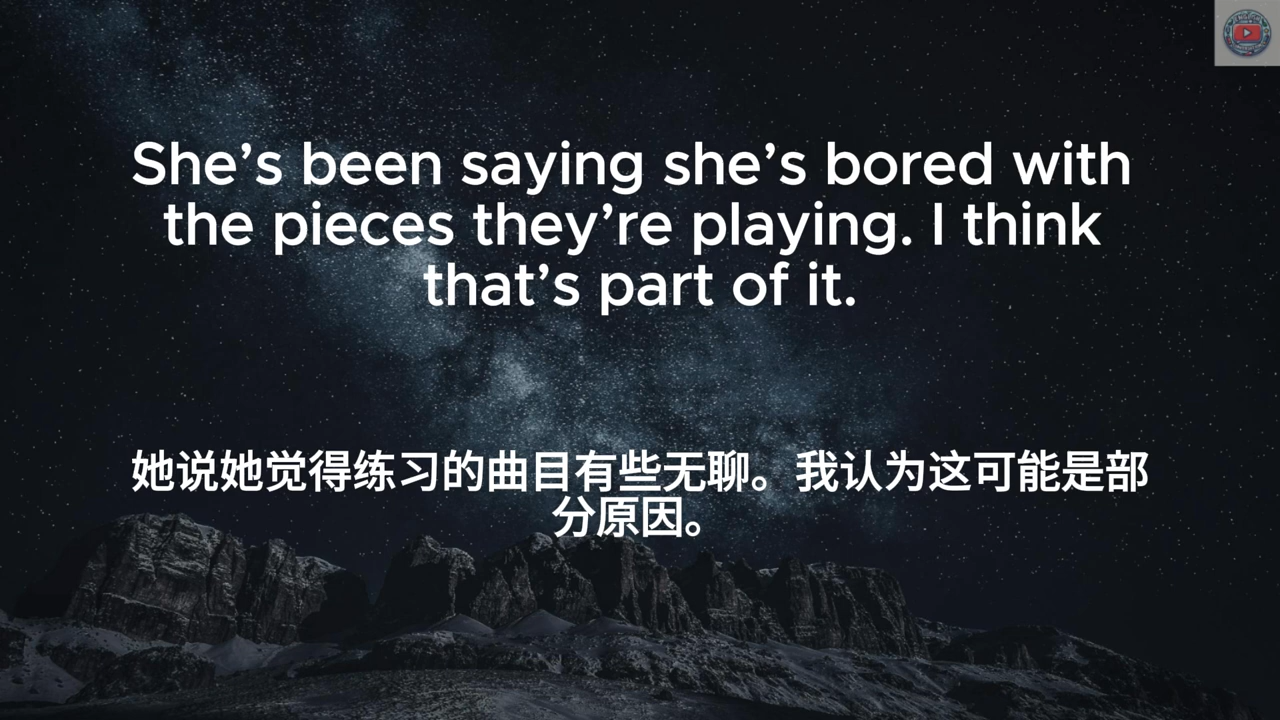 She’s been saying she’s bored with
the pieces they’re playing. I think
that’s part of it.
她说她觉得练习的曲目有些无聊。我认为这可能是部
分原因。